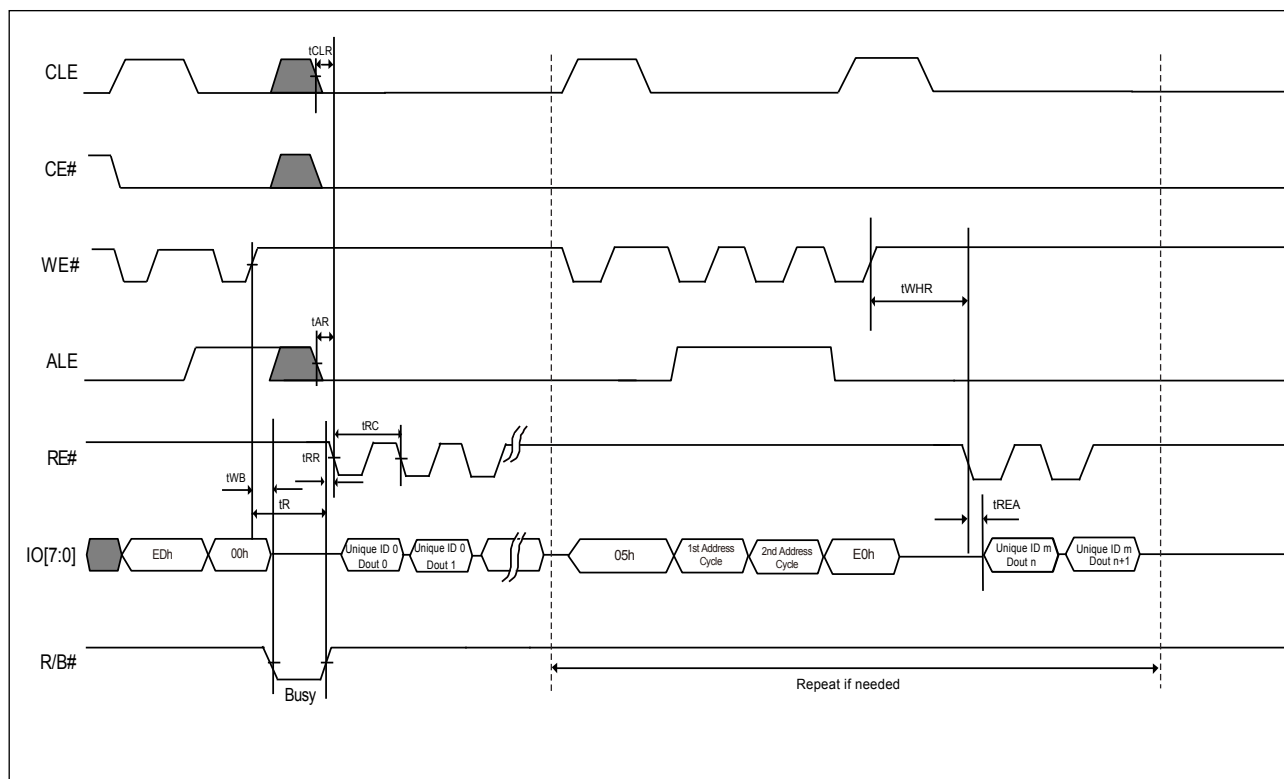 tCLR
CLE
CE#
WE#
tWHR
tAR
ALE
tRC
RE#
tRR
tWB
tR
tREA
IO[7:0]
EDh
00h
Unique ID 0
Dout 0
Unique ID 0
Dout 1
05h
1st Address
Cycle
2nd Address
Cycle
E0h
Unique ID m
Dout n
Unique ID m
Dout n+1
R/B#
Busy
Repeat if needed